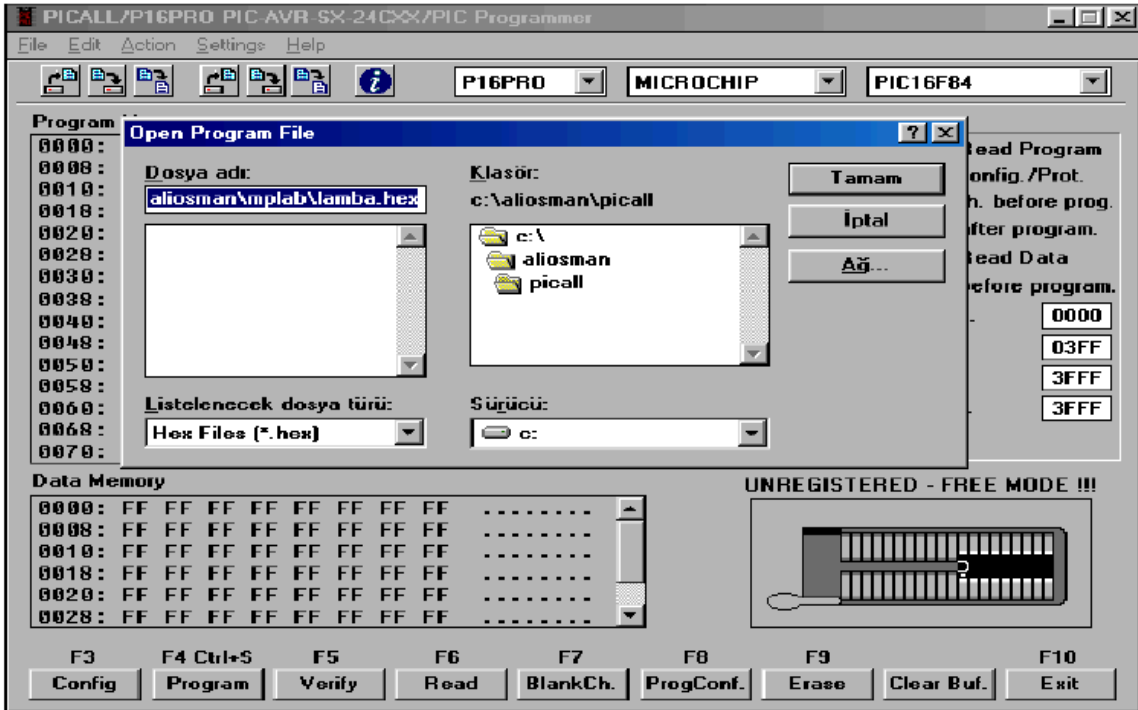 PICALL/P16PRO PIC-AVR-SX-24CXX/PIC Programmer
File Edit Action Settings Help
P16PRO MICROCHIP PIC16F84
Program
Open Program File
0000:
0008:
0010:
0018:
0020:
0028:
0030:
0038:
0040:
0048:
0050:
0058:
0060:
0068:
0070:
Dosya adı:
aliosman\mplab\lamba.hex
Listelenecek dosya türü:
Hex Files (*.hex)
Klasör:
c:\aliosman\picall
c:\
aliosman
picall
Sürücü:
c:
Tamam
İptal
Ağ...
ead Program
onfig./Prot.
h. before prog.
fter program.
ead Data
efore program.
0000
03FF
3FFF
3FFF
Data Memory
0000: FF FF FF FF FF FF FF FF ........
0008: FF FF FF FF FF FF FF FF ........
0010: FF FF FF FF FF FF FF FF ........
0018: FF FF FF FF FF FF FF FF ........
0020: FF FF FF FF FF FF FF FF ........
0028: FF FF FF FF FF FF FF FF ........
UNREGISTERED - FREE MODE !!!
F3 F4 Ctrl+S F5 F6 F7 F8 F9 F10
Config Program Verify Read BlankCh. ProgConf. Erase Clear Buf. Exit